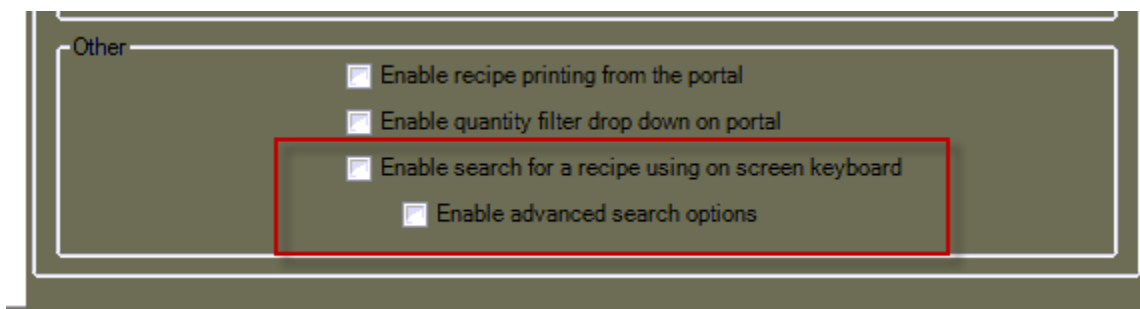 Other
Enable recipe printing from the portal
Enable quantity filter drop down on portal
Enable search for a recipe using on screen keyboard
Enable advanced search options